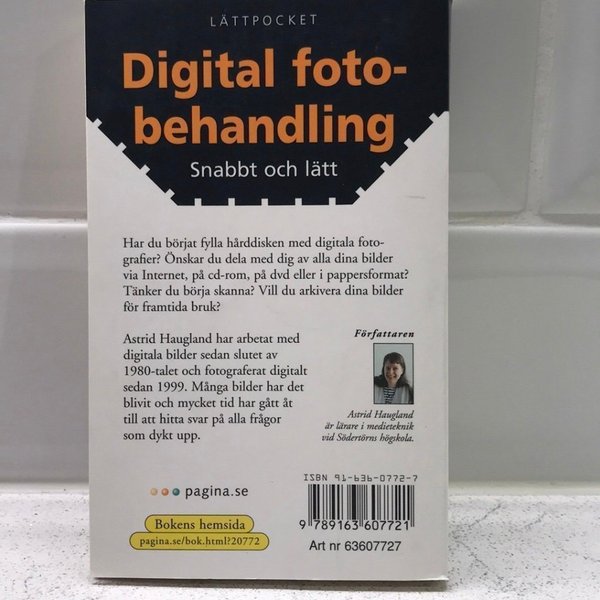 LÄTTPOCKET
Digital foto-
behandling
Snabbt och lätt
Har du börjat fylla hårddisken med digitala foto-
grafier? Önskar du dela med dig av alla dina bilder
via Internet, på cd-rom, på dvd eller i pappersformat?
Tänker du börja skanna? Vill du arkivera dina bilder
för framtida bruk?
Astrid Haugland har arbetat med
digitala bilder sedan slutet av
1980-talet och fotograferat digitalt
sedan 1999. Många bilder har det
blivit och mycket tid har gått åt
till att hitta svar på alla frågor
som dykt upp.
Författaren
Astrid Haugland
är lärare i medieteknik
vid Södertörns högskola.
pagina.se
Bokens hemsida
pagina.se/bok.html?20772
ISBN 91-636-0772-7
9 789163 607721
Art nr 63607727